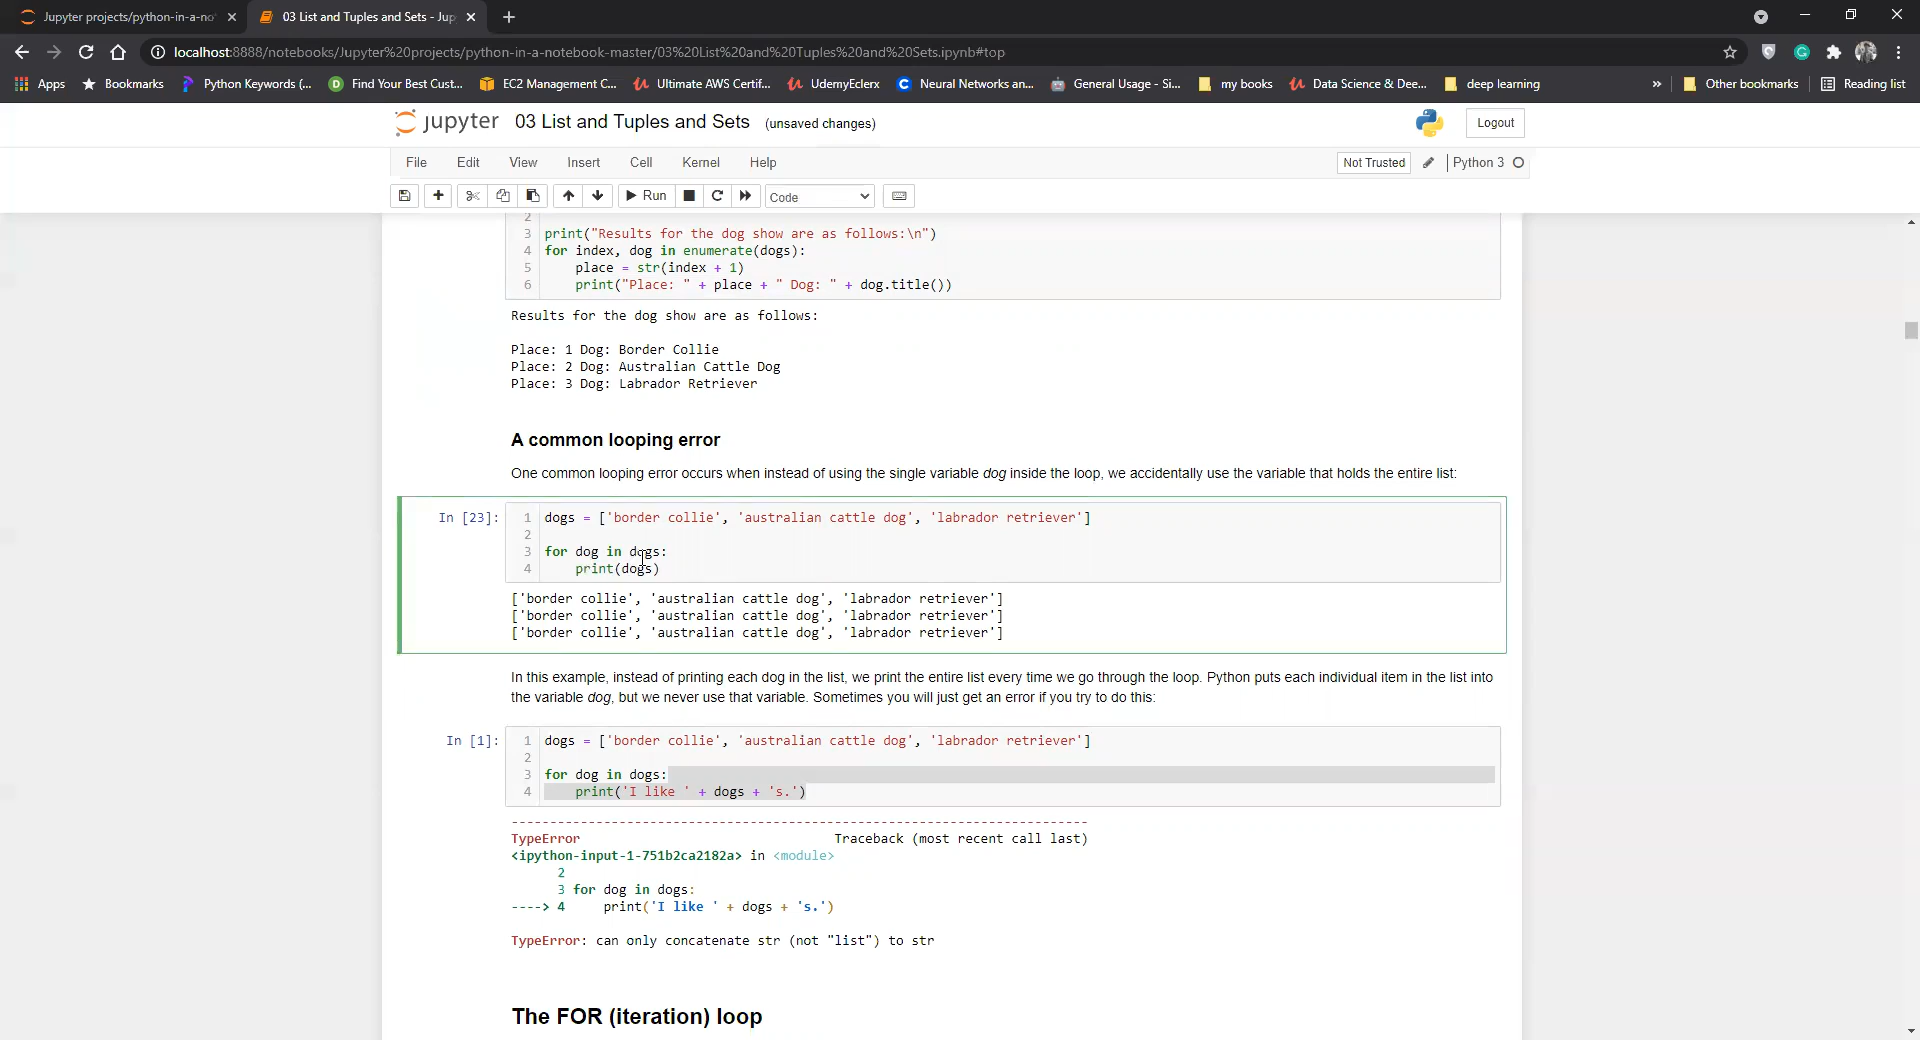 Jupyter projects/python-in-a-no
03 List and Tuples and Sets - Jup
localhost:8888/notebooks/Jupyter%20projects/python-in-a-notebook-master/03%20List%20and%20Tuples%20and%20Sets.ipynb#top
Apps
Bookmarks
Python Keywords (...
Find Your Best Cust...
EC2 Management C...
Ultimate AWS Certif...
UdemyEclerx
Neural Networks an...
General Usage - Si...
my books
Data Science & Dee...
deep learning
»
Other bookmarks
Reading list
jupyter 03 List and Tuples and Sets (unsaved changes)
Logout
File Edit View Insert Cell Kernel Help
Not Trusted
Python 3
Run
Code
2
3 print("Results for the dog show are as follows:\n")
4 for index, dog in enumerate(dogs):
5 place = str(index + 1)
6 print("Place: " + place + " Dog: " + dog.title())
Results for the dog show are as follows:
Place: 1 Dog: Border Collie
Place: 2 Dog: Australian Cattle Dog
Place: 3 Dog: Labrador Retriever
A common looping error
One common looping error occurs when instead of using the single variable dog inside the loop, we accidentally use the variable that holds the entire list:
In [23]: 1 dogs = ['border collie', 'australian cattle dog', 'labrador retriever']
2
3 for dog in dogs:
4 print(dogs)
['border collie', 'australian cattle dog', 'labrador retriever']
['border collie', 'australian cattle dog', 'labrador retriever']
['border collie', 'australian cattle dog', 'labrador retriever']
In this example, instead of printing each dog in the list, we print the entire list every time we go through the loop. Python puts each individual item in the list into
the variable dog, but we never use that variable. Sometimes you will just get an error if you try to do this:
In [1]: 1 dogs = ['border collie', 'australian cattle dog', 'labrador retriever']
2
3 for dog in dogs:
4 print('I like ' + dogs + 's.')
---------------------------------------------------------------------------
TypeError Traceback (most recent call last)
<ipython-input-1-751b2ca2182a> in <module>
2
3 for dog in dogs:
----> 4 print('I like ' + dogs + 's.')
TypeError: can only concatenate str (not "list") to str
The FOR (iteration) loop